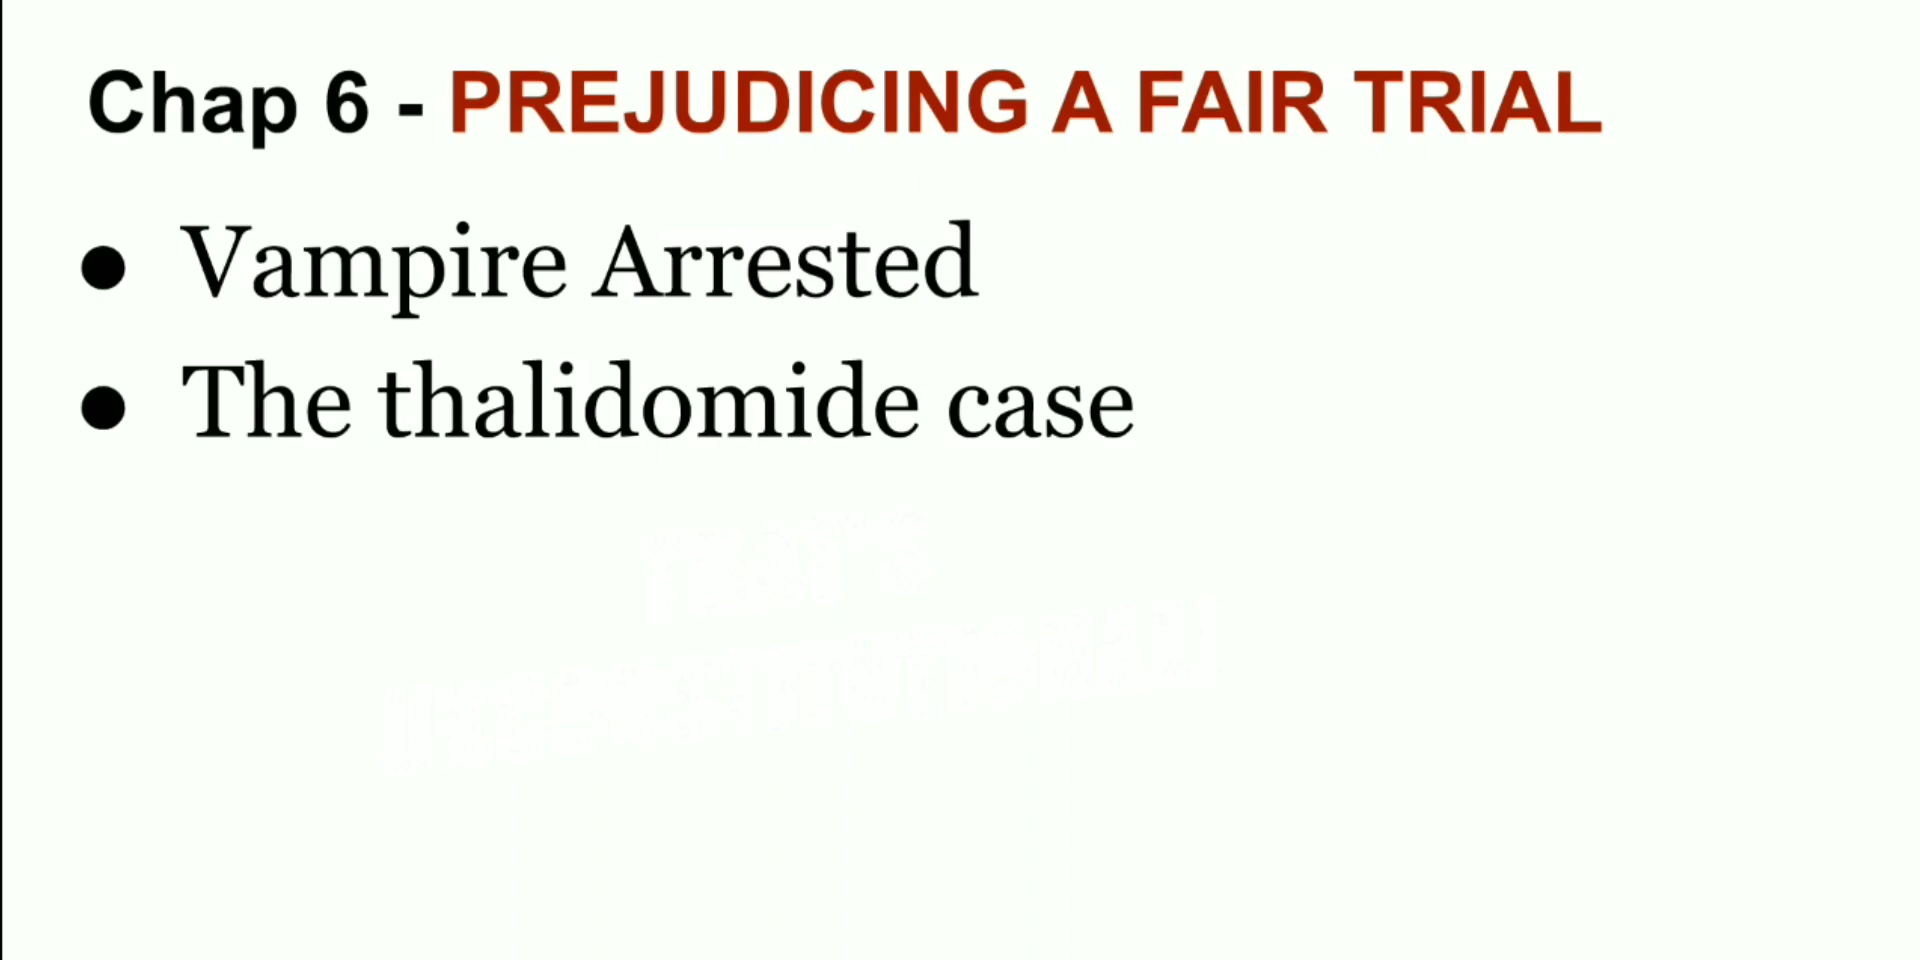 Chap 6 - PREJUDICING A FAIR TRIAL
● Vampire Arrested
● The thalidomide case